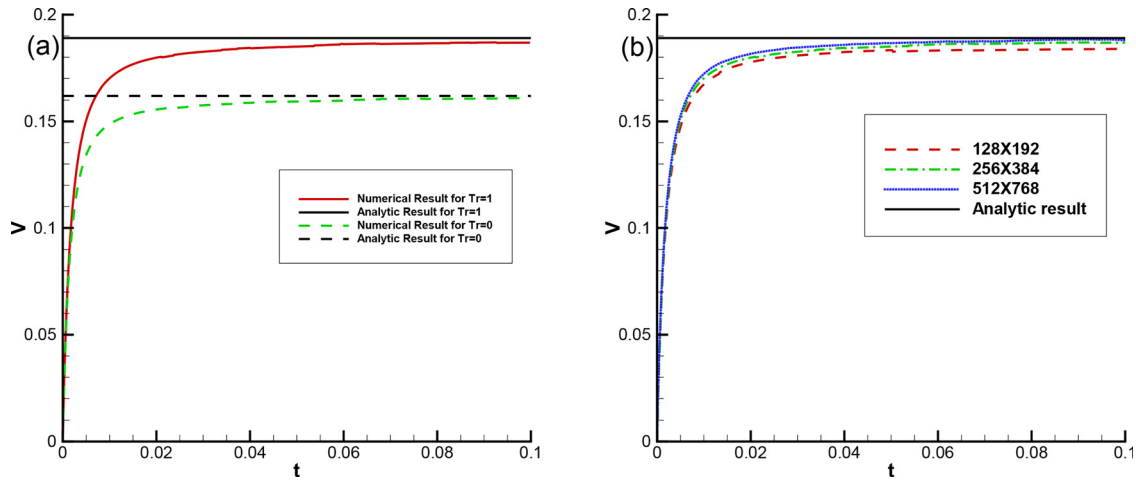 (a)
0.2
0.15
0.1
0.05
0
V
0
0.02
0.04
0.06
0.08
0.1
t
Numerical Result for Tr=1
Analytic Result for Tr=1
Numerical Result for Tr=0
Analytic Result for Tr=0
(b)
0.2
0.15
0.1
0.05
0
V
0
0.02
0.04
0.06
0.08
0.1
t
128X192
256X384
512X768
Analytic result